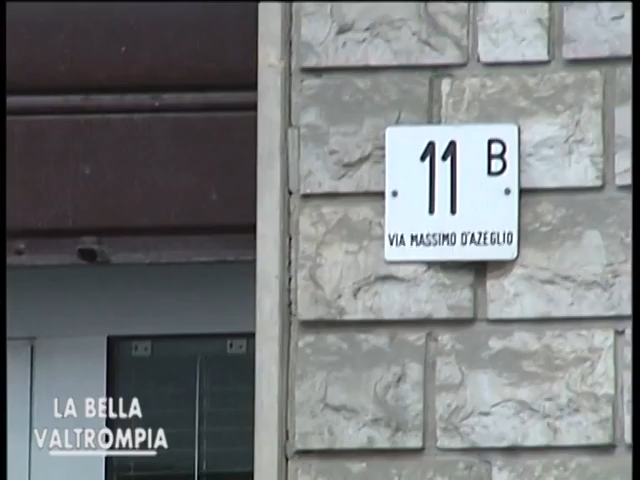 11 B
VIA MASSIMO D'AZEGLIO
LA BELLA
VALTROMPIA